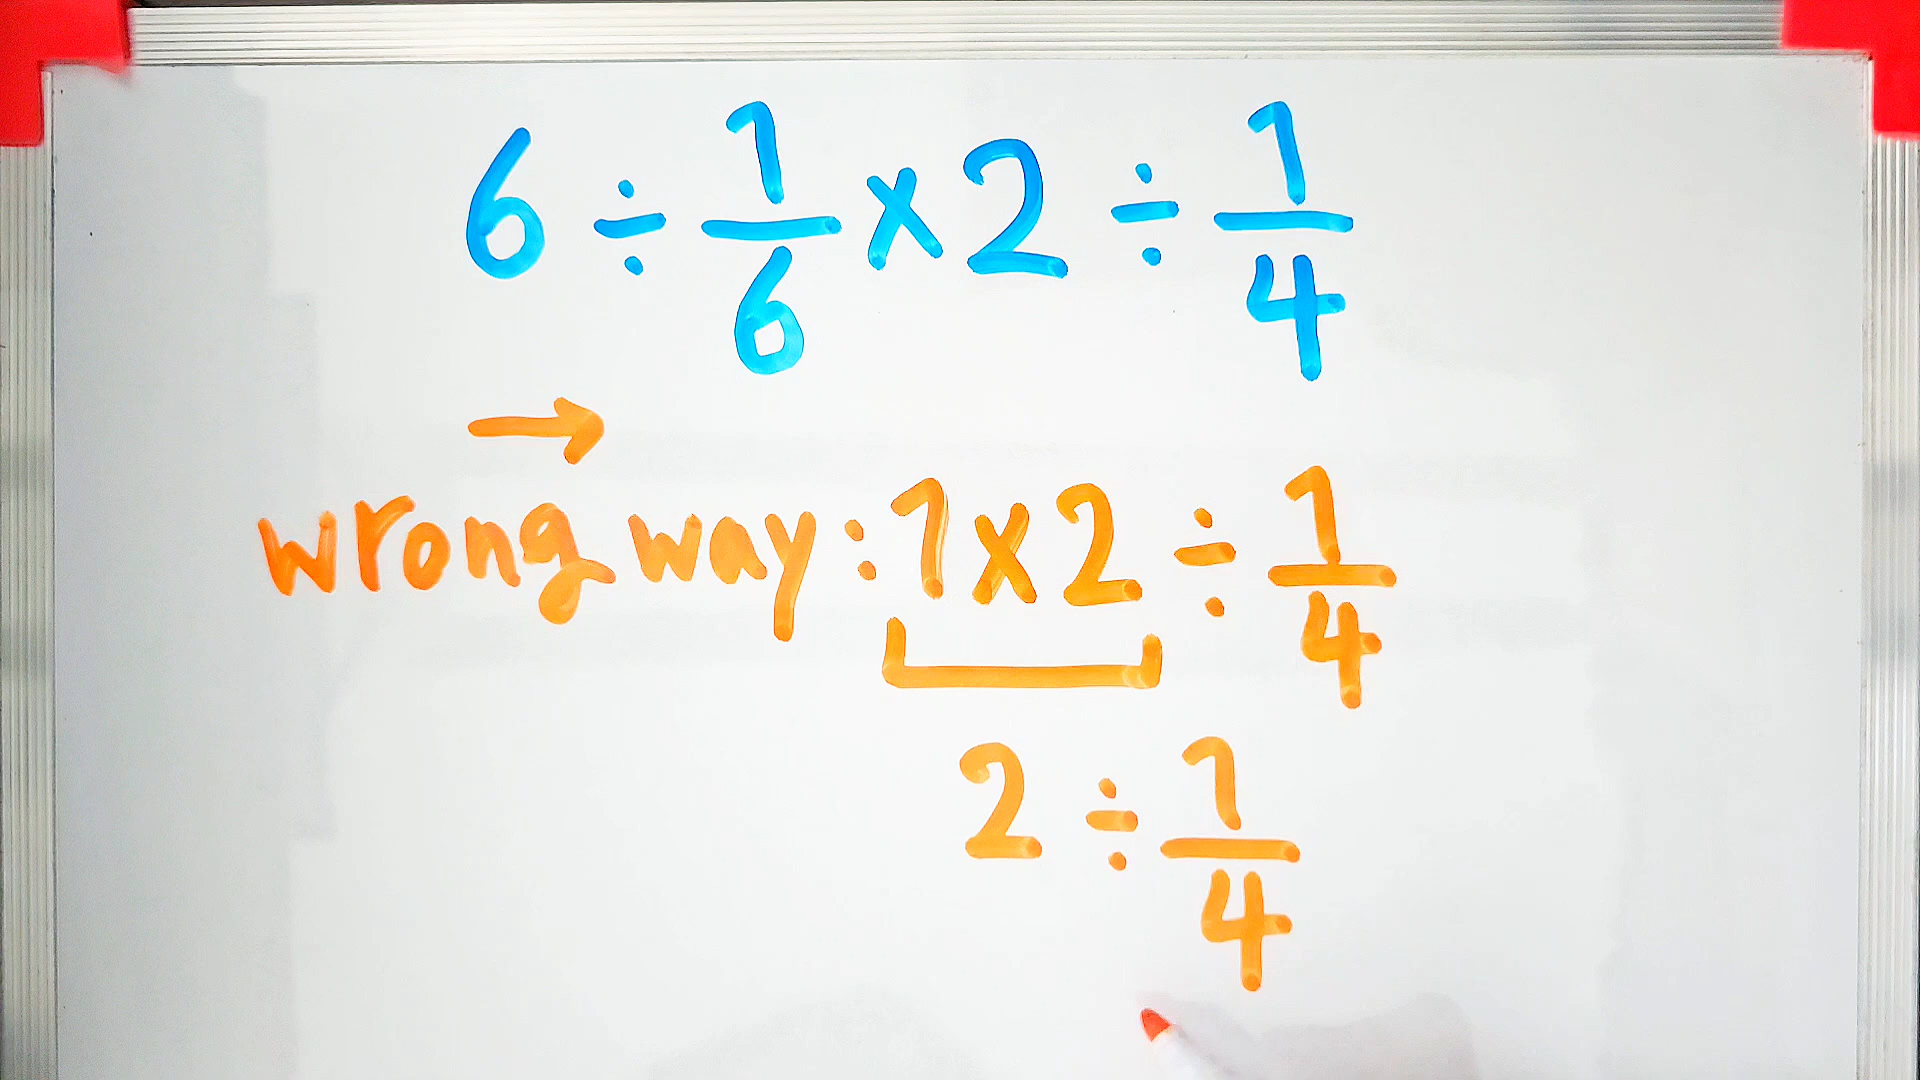 6 ÷ 1/6 × 2 ÷ 1/4
→
wrong way: 1 × 2 ÷ 1/4
2 ÷ 1/4